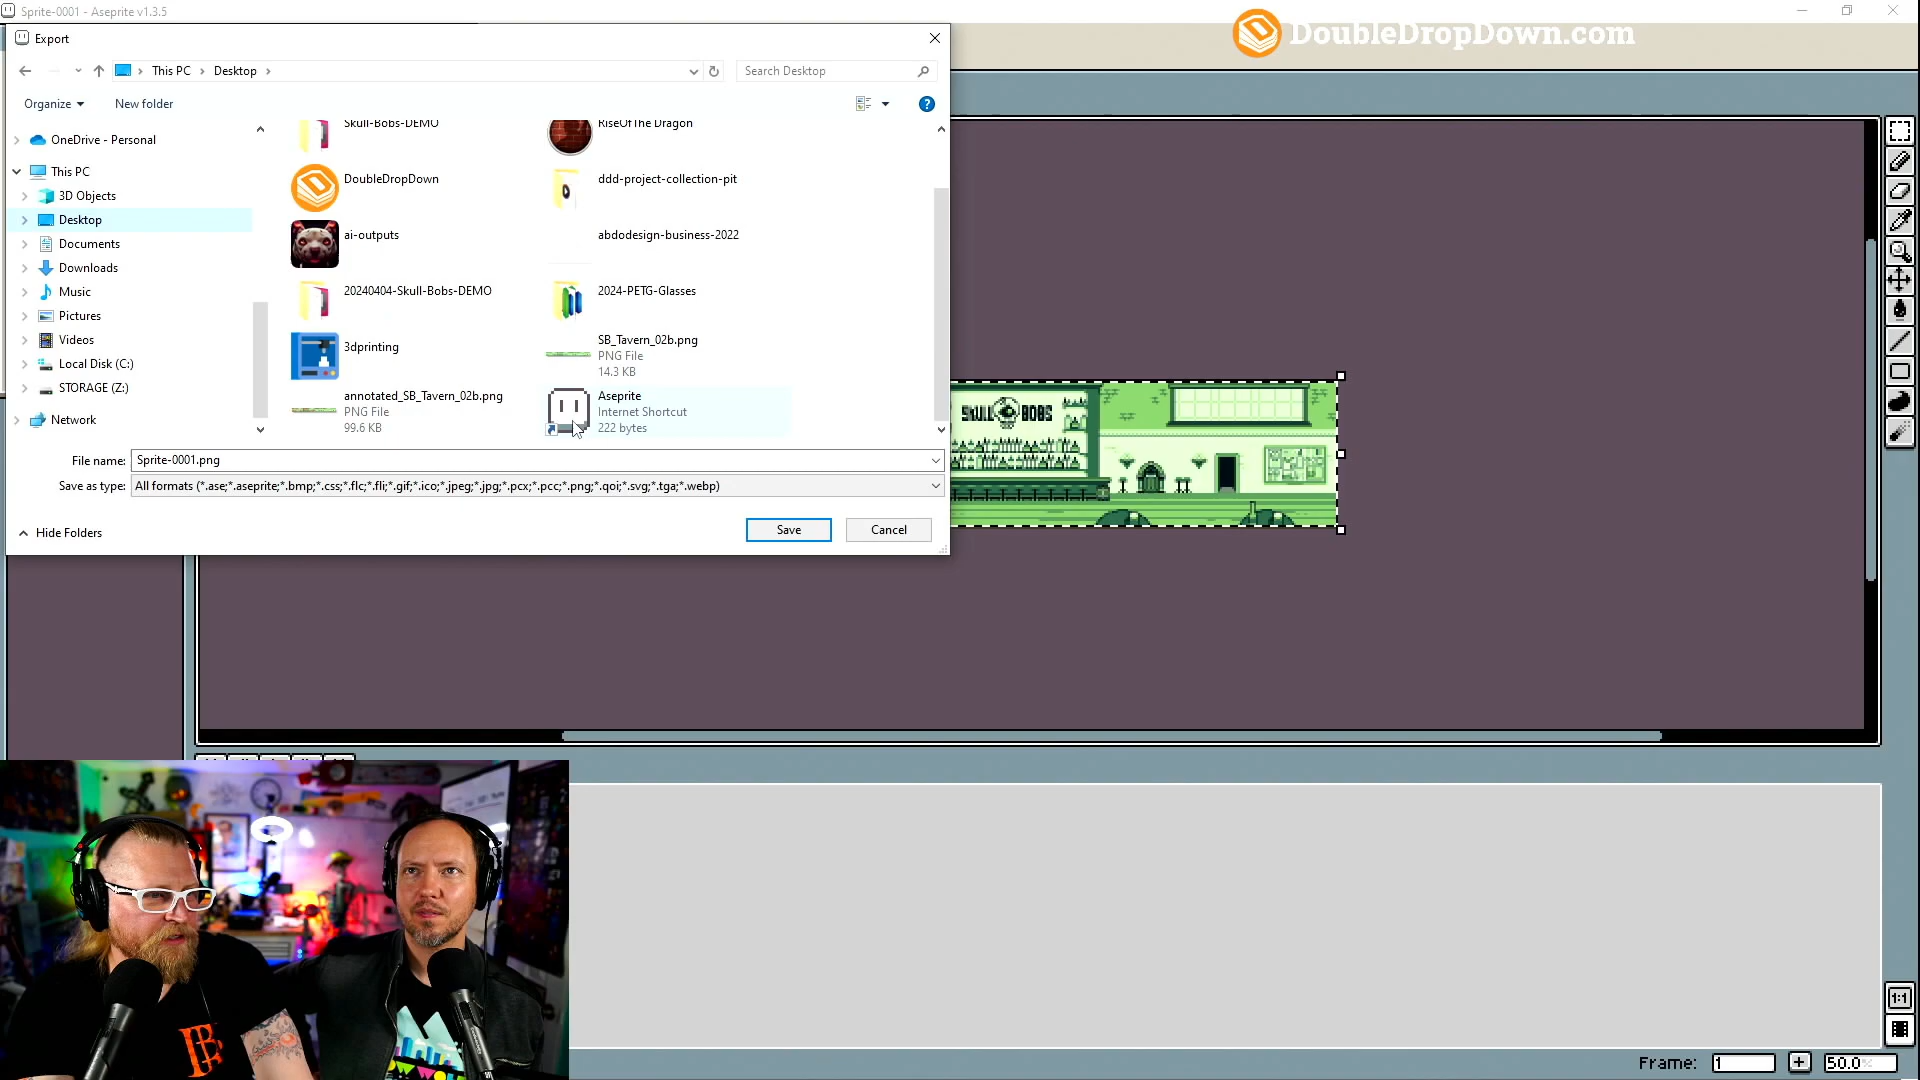 Sprite-0001 - Aseprite v1.3.5
DoubleDropDown.com
Export
This PC
Desktop
Search Desktop
Organize
New folder
OneDrive - Personal
This PC
3D Objects
Desktop
Documents
Downloads
Music
Pictures
Videos
Local Disk (C:)
STORAGE (Z:)
Network
Skull-Bobs-DEMO
RiseOfThe Dragon
DoubleDropDown
ddd-project-collection-pit
ai-outputs
abdodesign-business-2022
20240404-Skull-Bobs-DEMO
2024-PETG-Glasses
3dprinting
SB_Tavern_02b.png
PNG File
14.3 KB
annotated_SB_Tavern_02b.png
PNG File
99.6 KB
Aseprite
Internet Shortcut
222 bytes
File name:
Sprite-0001.png
Save as type:
All formats (*.ase;*.aseprite;*.bmp;*.css;*.flc;*.fli;*.gif;*.ico;*.jpeg;*.jpg;*.pcx;*.pcc;*.png;*.qoi;*.svg;*.tga;*.webp)
Hide Folders
Save
Cancel
SKULL BOBS
1:1
Frame:
1
+
50.0